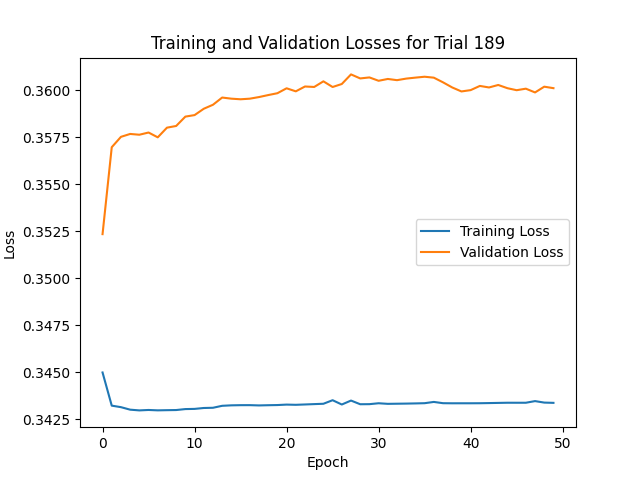 Training and Validation Losses for Trial 189
0.3600
0.3575
0.3550
0.3525
0.3500
0.3475
0.3450
0.3425
Loss
Training Loss
Validation Loss
0 10 20 30 40 50
Epoch